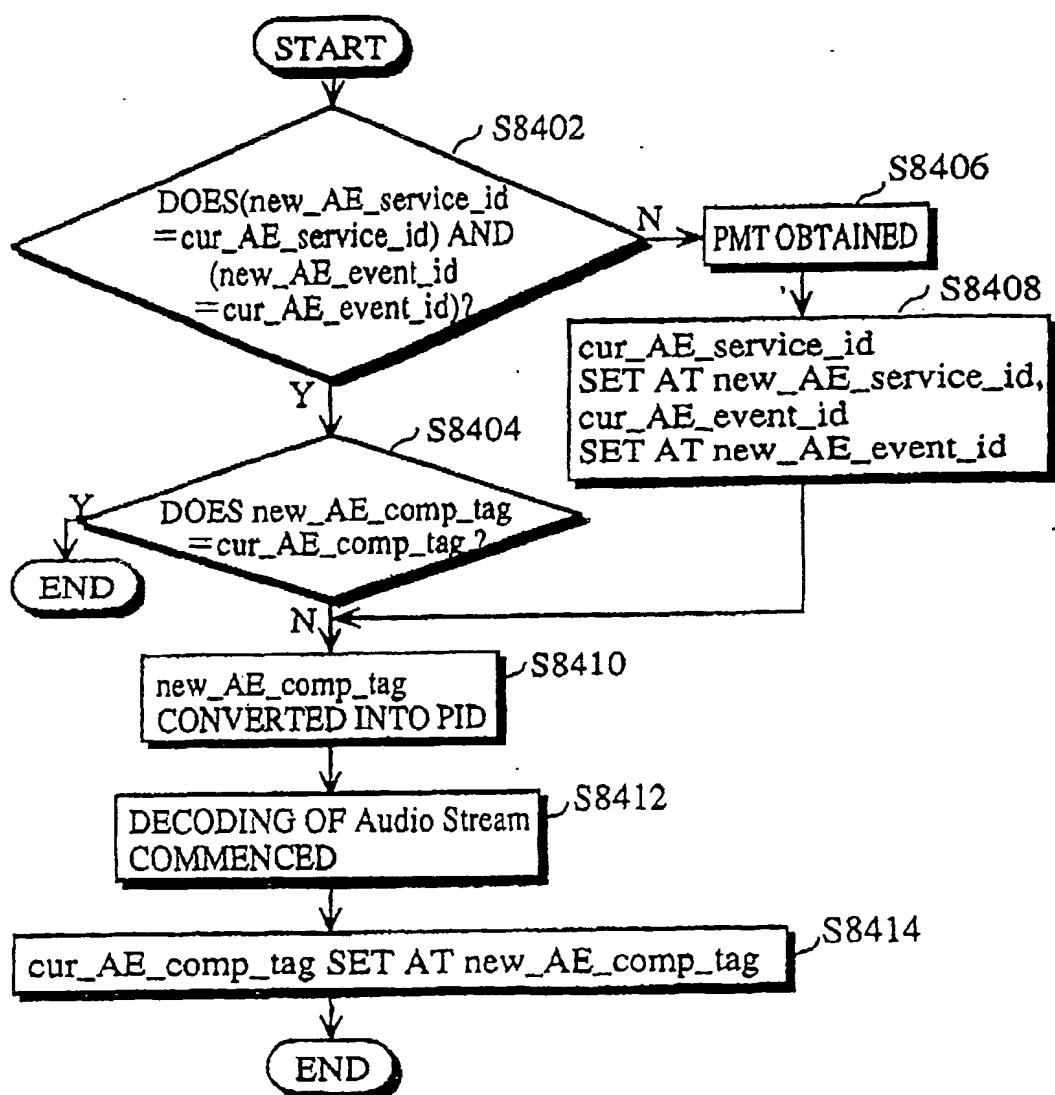 START
S8402
DOES(new_AE_service_id
=cur_AE_service_id) AND
(new_AE_event_id
=cur_AE_event_id)?
N
S8406
PMT OBTAINED
S8408
cur_AE_service_id
SET AT new_AE_service_id,
cur_AE_event_id
SET AT new_AE_event_id
Y
S8404
DOES new_AE_comp_tag
=cur_AE_comp_tag ?
Y
END
N
S8410
new_AE_comp_tag
CONVERTED INTO PID
S8412
DECODING OF Audio Stream
COMMENCED
S8414
cur_AE_comp_tag SET AT new_AE_comp_tag
END